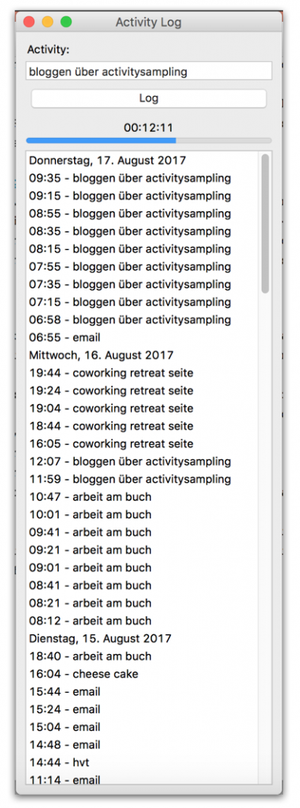 Activity Log
Activity:
bloggen über activitysampling
Log
00:12:11
Donnerstag, 17. August 2017
09:35 - bloggen über activitysampling
09:15 - bloggen über activitysampling
08:55 - bloggen über activitysampling
08:35 - bloggen über activitysampling
08:15 - bloggen über activitysampling
07:55 - bloggen über activitysampling
07:35 - bloggen über activitysampling
07:15 - bloggen über activitysampling
06:58 - bloggen über activitysampling
06:55 - email
Mittwoch, 16. August 2017
19:44 - coworking retreat seite
19:24 - coworking retreat seite
19:04 - coworking retreat seite
18:44 - coworking retreat seite
16:05 - coworking retreat seite
12:07 - bloggen über activitysampling
11:59 - bloggen über activitysampling
10:47 - arbeit am buch
10:01 - arbeit am buch
09:41 - arbeit am buch
09:21 - arbeit am buch
09:01 - arbeit am buch
08:41 - arbeit am buch
08:21 - arbeit am buch
08:12 - arbeit am buch
Dienstag, 15. August 2017
18:40 - arbeit am buch
16:04 - cheese cake
15:44 - email
15:24 - email
15:04 - email
14:48 - email
14:44 - hvt
11:14 - email